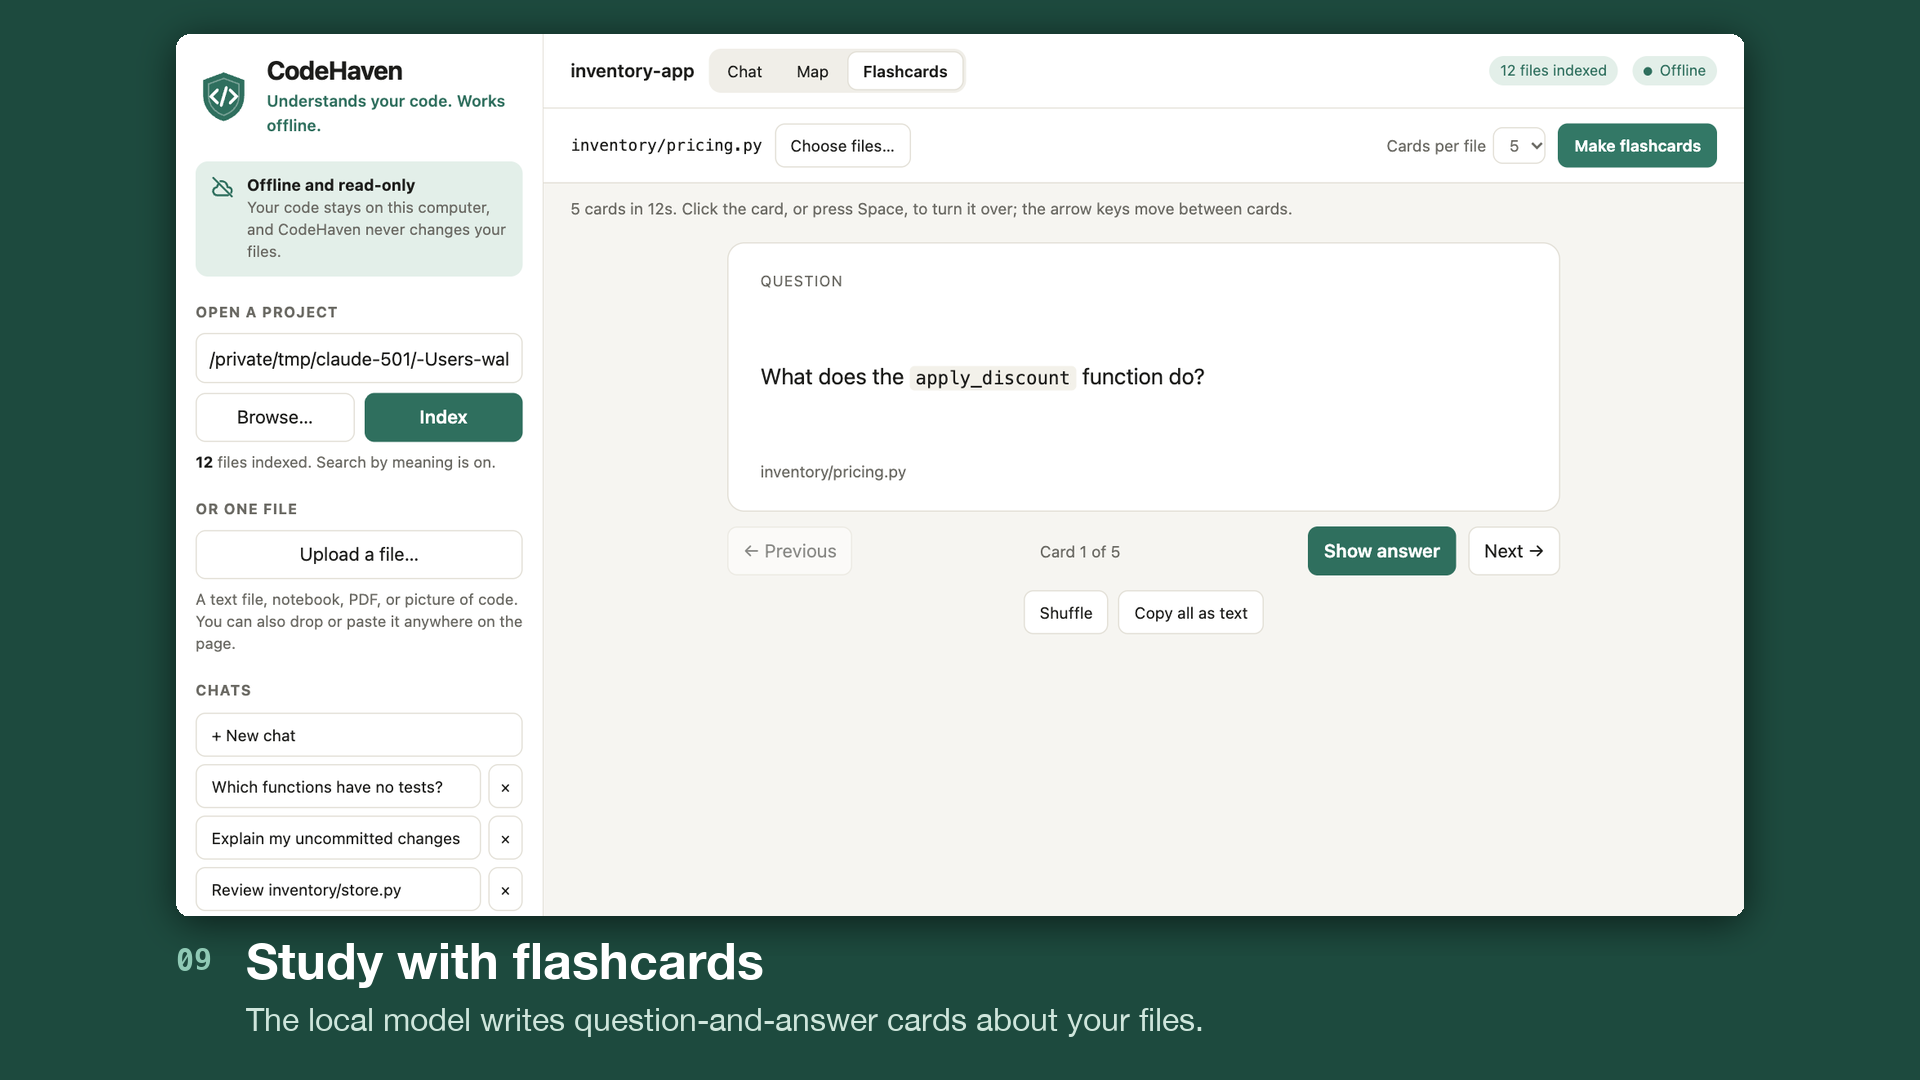 CodeHaven
Understands your code. Works
offline.
Offline and read-only
Your code stays on this computer,
and CodeHaven never changes your
files.
OPEN A PROJECT
/private/tmp/claude-501/-Users-wal
Browse...
Index
12 files indexed. Search by meaning is on.
OR ONE FILE
Upload a file...
A text file, notebook, PDF, or picture of code.
You can also drop or paste it anywhere on the
page.
CHATS
+ New chat
Which functions have no tests? ×
Explain my uncommitted changes ×
Review inventory/store.py ×
inventory-app
Chat
Map
Flashcards
12 files indexed
● Offline
inventory/pricing.py
Choose files...
Cards per file
5
Make flashcards
5 cards in 12s. Click the card, or press Space, to turn it over; the arrow keys move between cards.
QUESTION
What does the apply_discount function do?
inventory/pricing.py
← Previous
Card 1 of 5
Show answer
Next →
Shuffle
Copy all as text
09
Study with flashcards
The local model writes question-and-answer cards about your files.